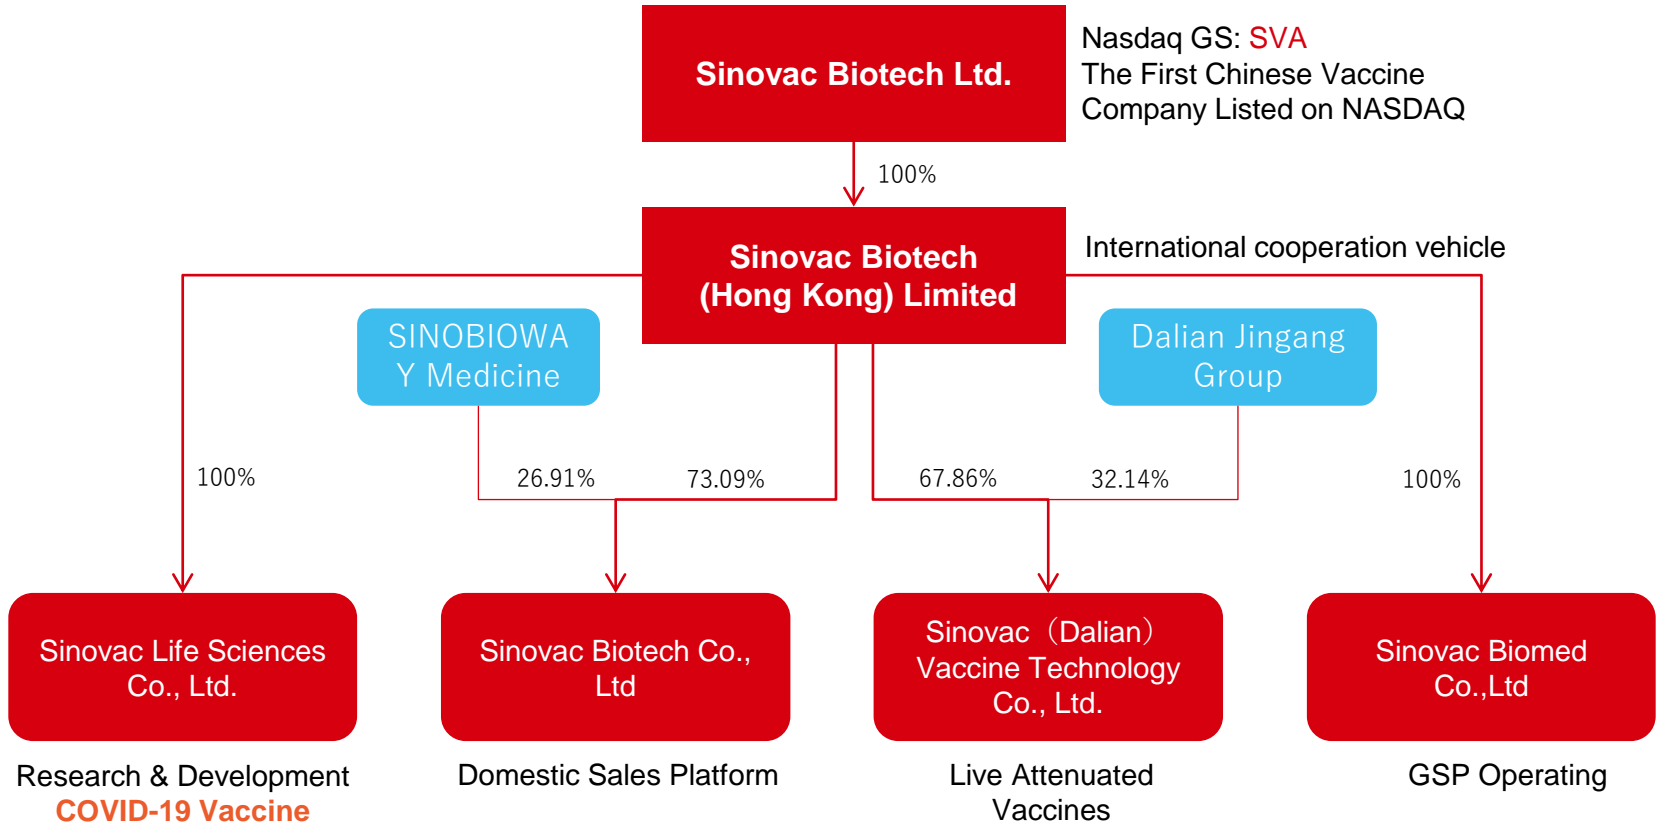 Sinovac Biotech Ltd.
Nasdaq GS: SVA
The First Chinese Vaccine
Company Listed on NASDAQ
100%
Sinovac Biotech
(Hong Kong) Limited
International cooperation vehicle
SINOBIOWA
Y Medicine
Dalian Jingang
Group
100%
26.91%
73.09%
67.86%
32.14%
100%
Sinovac Life Sciences
Co., Ltd.
Sinovac Biotech Co.,
Ltd
Sinovac（Dalian）
Vaccine Technology
Co., Ltd.
Sinovac Biomed
Co.,Ltd
Research & Development
COVID-19 Vaccine
Domestic Sales Platform
Live Attenuated
Vaccines
GSP Operating